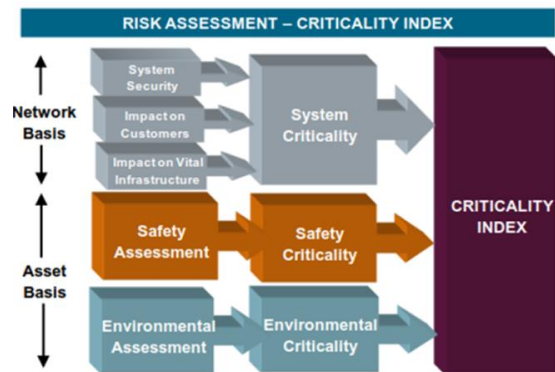 RISK ASSESSMENT – CRITICALITY INDEX
Network
Basis
System
Security
Impact on
Customers
Impact on Vital
Infrastructure
System
Criticality
Asset
Basis
Safety
Assessment
Safety
Criticality
Environmental
Assessment
Environmental
Criticality
CRITICALITY
INDEX